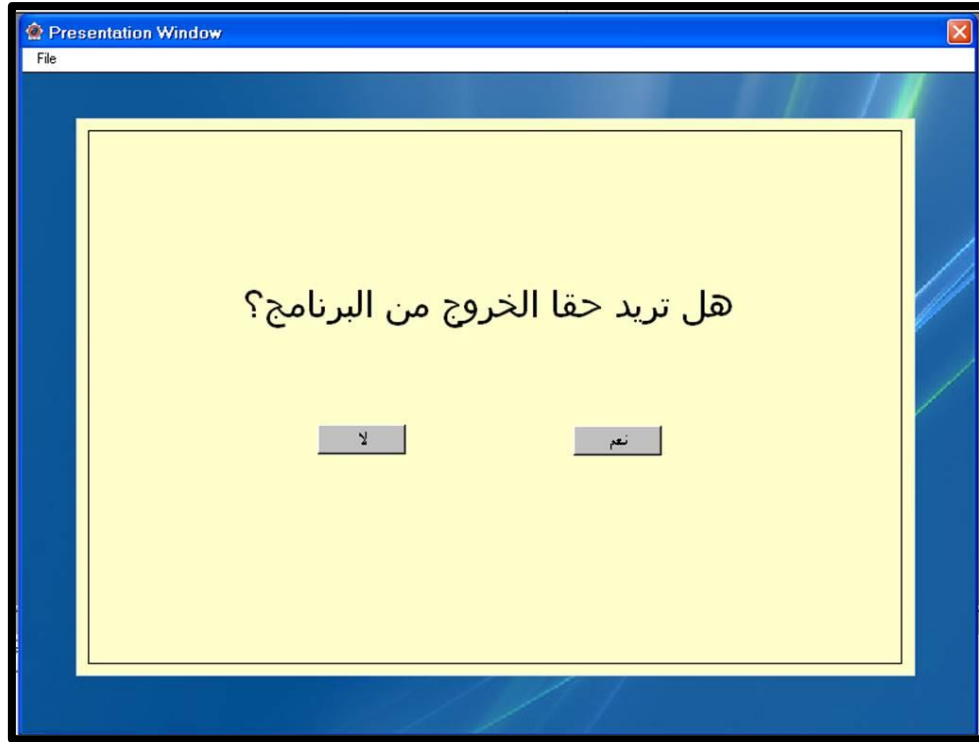 Presentation Window
File
هل تريد حقا الخروج من البرنامج؟
نعم
لا